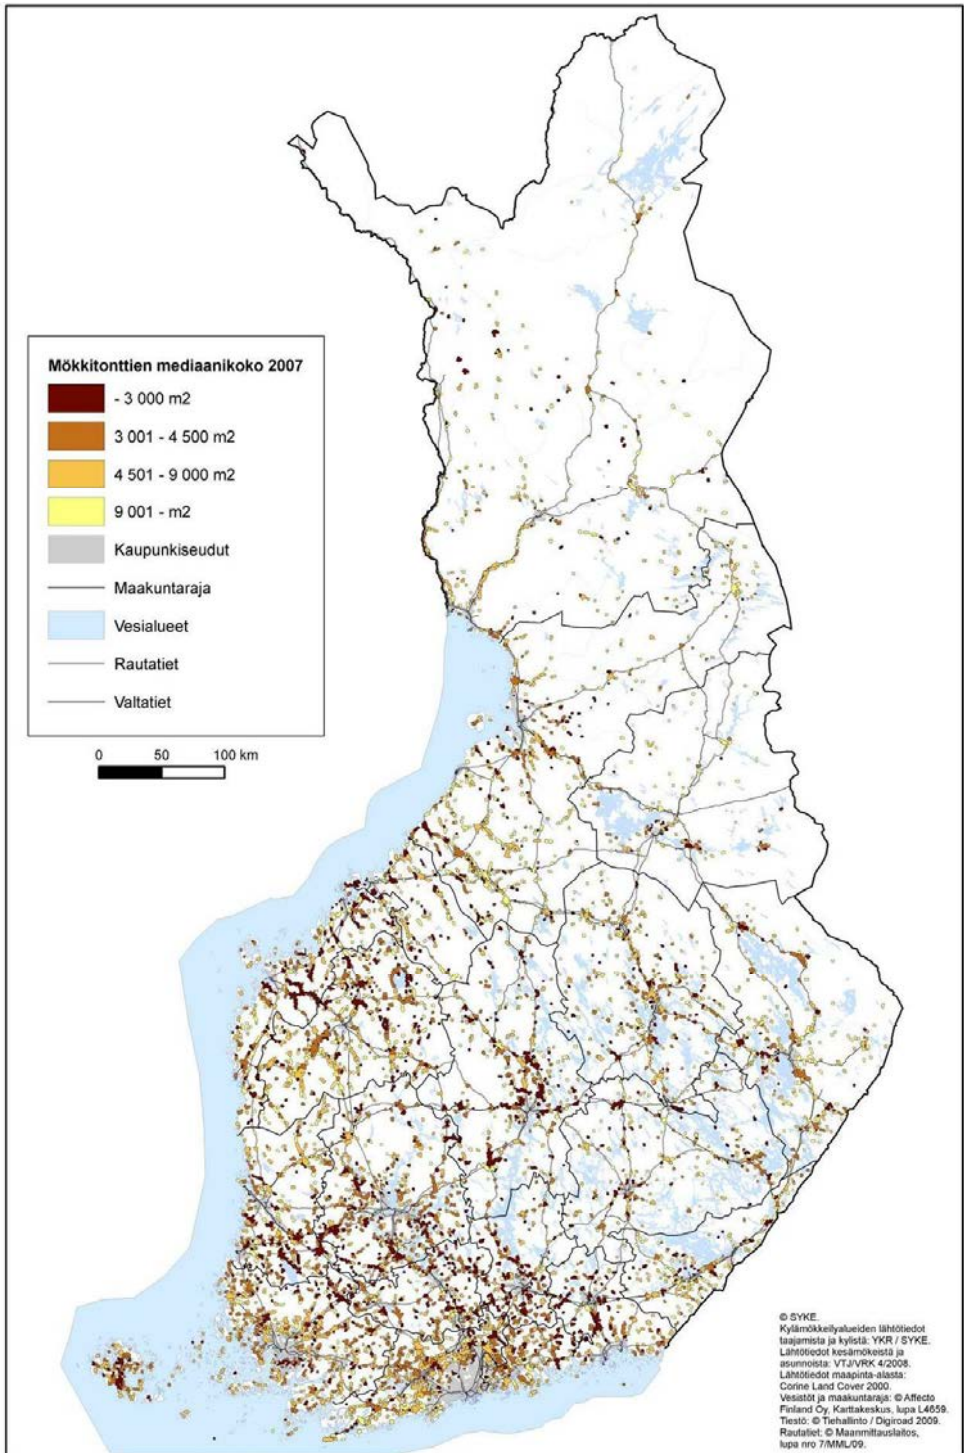 Mökkitonttien mediaanikoko 2007
- 3 000 m2
3 001 - 4 500 m2
4 501 - 9 000 m2
9 001 - m2
Kaupunkiseudut
Maakuntaraja
Vesialueet
Rautatiet
Valtatiet
0 50 100 km
© SYKE.
Kylämökkeilyalueiden lähtötiedot
taajamista ja kylistä: YKR / SYKE.
Lähtötiedot kesämökeistä ja
asunnoista: VTJ/VRK 4/2008.
Lähtötiedot maapinta-alasta:
Corine Land Cover 2000.
Vesistöt ja maakuntaraja: © Affecto
Finland Oy, Karttakeskus, lupa L4659.
Tiestö: © Tiehallinto / Digiroad 2009.
Rautatiet: © Maanmittauslaitos,
lupa nro 7/MML/09.